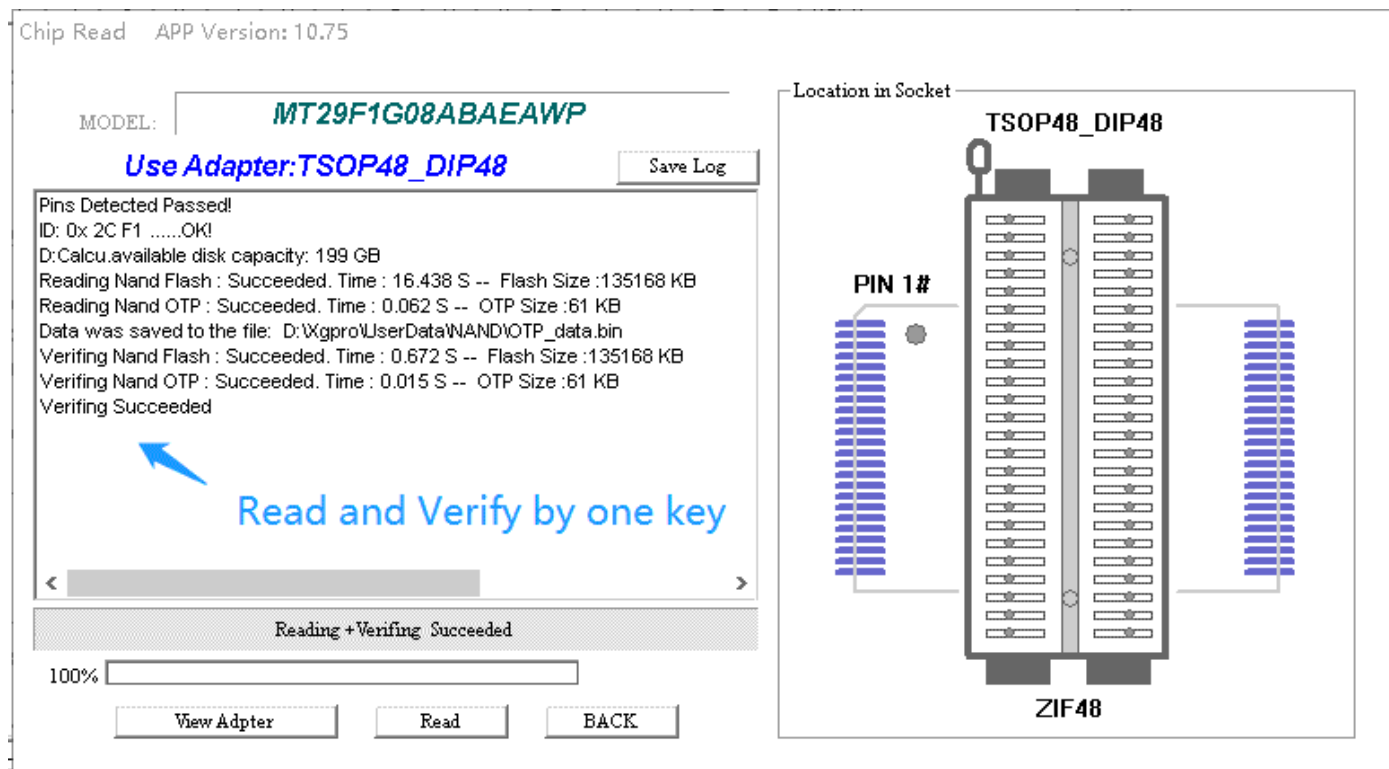 Chip Read APP Version: 10.75
MODEL: MT29F1G08ABAEAWP
Use Adapter:TSOP48_DIP48
Save Log
Pins Detected Passed!
ID: 0x 2C F1 ......OK!
D:Calcu.available disk capacity: 199 GB
Reading Nand Flash : Succeeded. Time : 16.438 S -- Flash Size :135168 KB
Reading Nand OTP : Succeeded. Time : 0.062 S -- OTP Size :61 KB
Data was saved to the file: D:\Xgpro\UserData\NAND\OTP_data.bin
Verifing Nand Flash : Succeeded. Time : 0.672 S -- Flash Size :135168 KB
Verifing Nand OTP : Succeeded. Time : 0.015 S -- OTP Size :61 KB
Verifing Succeeded
Read and Verify by one key
Reading +Verifing Succeeded
100%
View Adpter
Read
BACK
Location in Socket
TSOP48_DIP48
PIN 1#
ZIF48